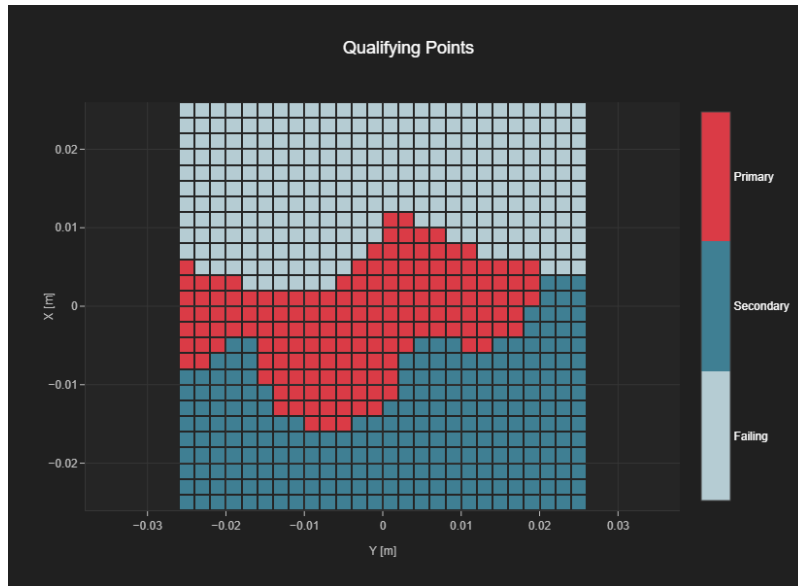 Qualifying Points
0.02
0.01
0
−0.01
−0.02
X [m]
−0.03
−0.02
−0.01
0
0.01
0.02
0.03
Y [m]
Primary
Secondary
Failing